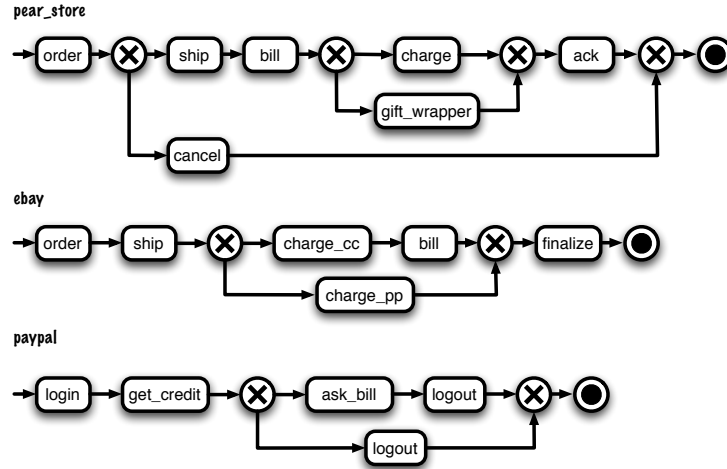 pear_store
order ship bill charge ack
gift_wrapper
cancel
ebay
order ship charge_cc bill finalize
charge_pp
paypal
login get_credit ask_bill logout
logout